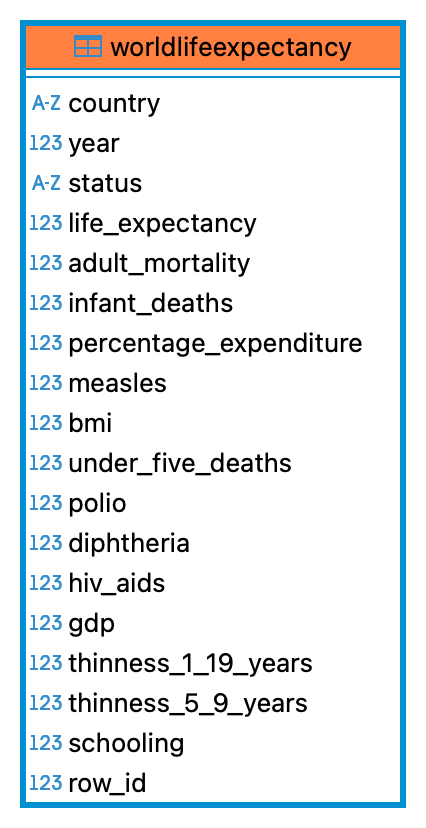 worldlifeexpectancy
A-Z country
123 year
A-Z status
123 life_expectancy
123 adult_mortality
123 infant_deaths
123 percentage_expenditure
123 measles
123 bmi
123 under_five_deaths
123 polio
123 diphtheria
123 hiv_aids
123 gdp
123 thinness_1_19_years
123 thinness_5_9_years
123 schooling
123 row_id